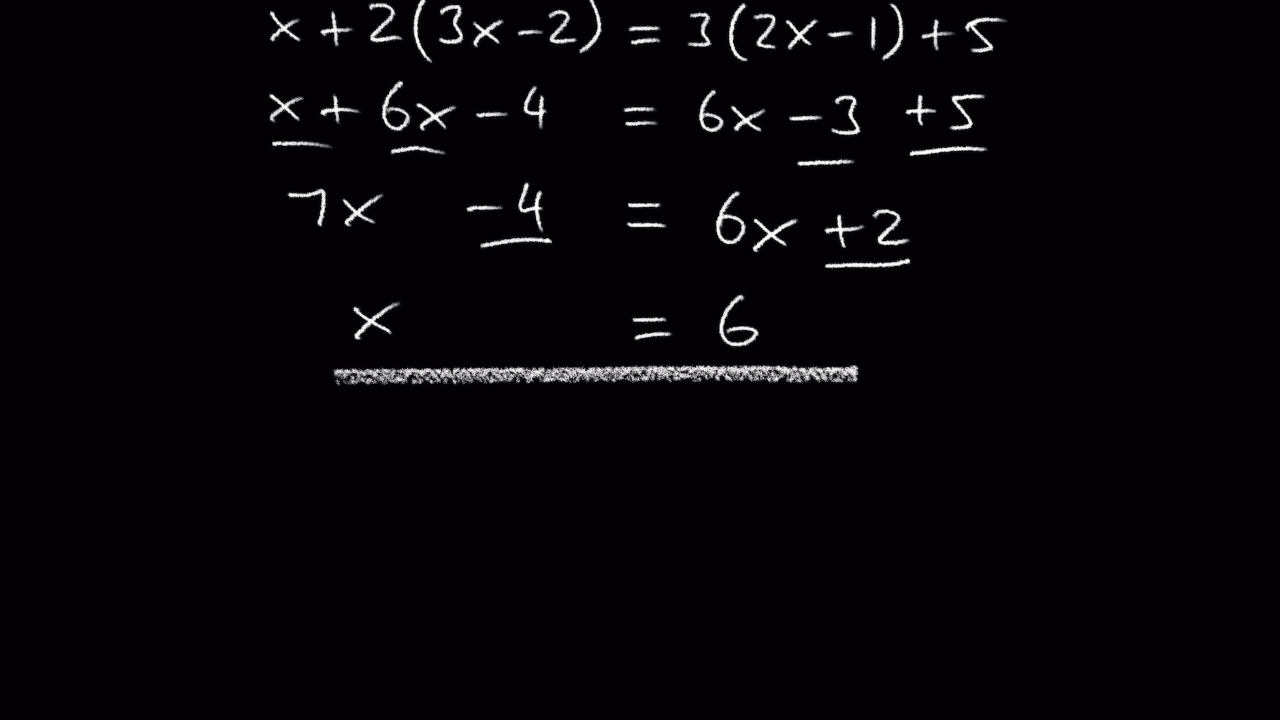 x + 2(3x - 2) = 3(2x - 1) + 5
x + 6x - 4 = 6x - 3 + 5
7x - 4 = 6x + 2
x = 6